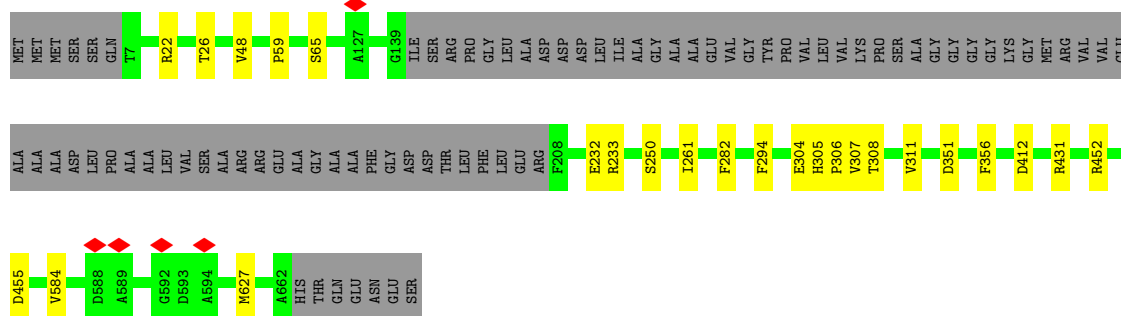 MET MET MET SER SER GLN T7 R22 T26 V48 P59 S65 A127 G139 ILE SER ARG PRO GLY LEU ALA ASP ASP ASP LEU ILE ALA GLY ALA ALA GLU VAL GLY TYR PRO VAL LEU VAL LYS PRO SER ALA GLY GLY GLY GLY LYS GLY MET ARG VAL VAL GLU
ALA ALA ALA ASP LEU PRO ALA ALA LEU VAL SER ALA ARG ARG GLU ALA GLY ALA ALA ALA PHE GLY ASP ASP THR LEU PHE LEU GLU ARG F208 E232 R233 S250 I261 F282 F294 E304 H305 P306 V307 T308 V311 D351 F356 D412 R431 R452
D455 V584 D588 A589 G592 D593 A594 M627 A662 HIS THR GLN GLU ASN GLU SER